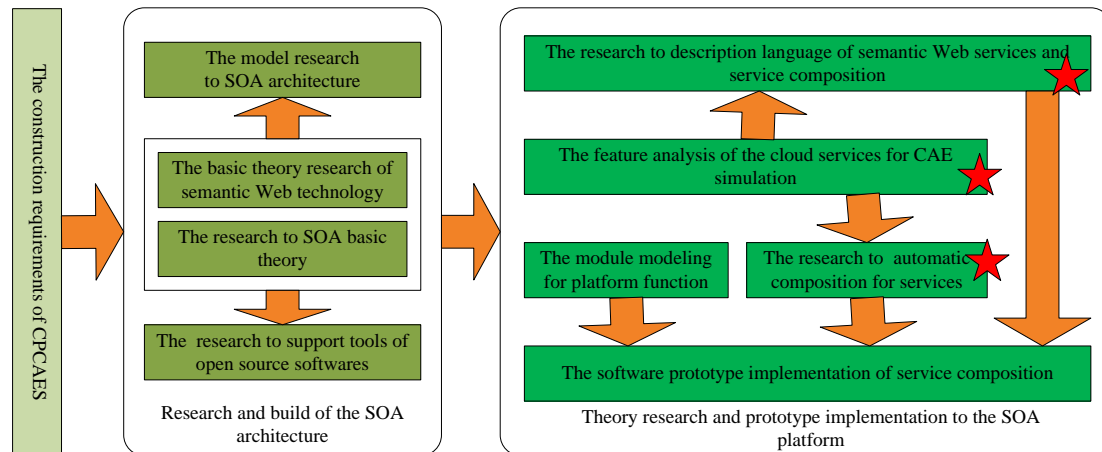 The construction requirements of CPCAES
The model research
to SOA architecture
The basic theory research of
semantic Web technology
The research to SOA basic
theory
The research to support tools of
open source softwares
Research and build of the SOA
architecture
The research to description language of semantic Web services and
service composition
The feature analysis of the cloud services for CAE
simulation
The module modeling
for platform function
The research to automatic
composition for services
The software prototype implementation of service composition
Theory research and prototype implementation to the SOA
platform